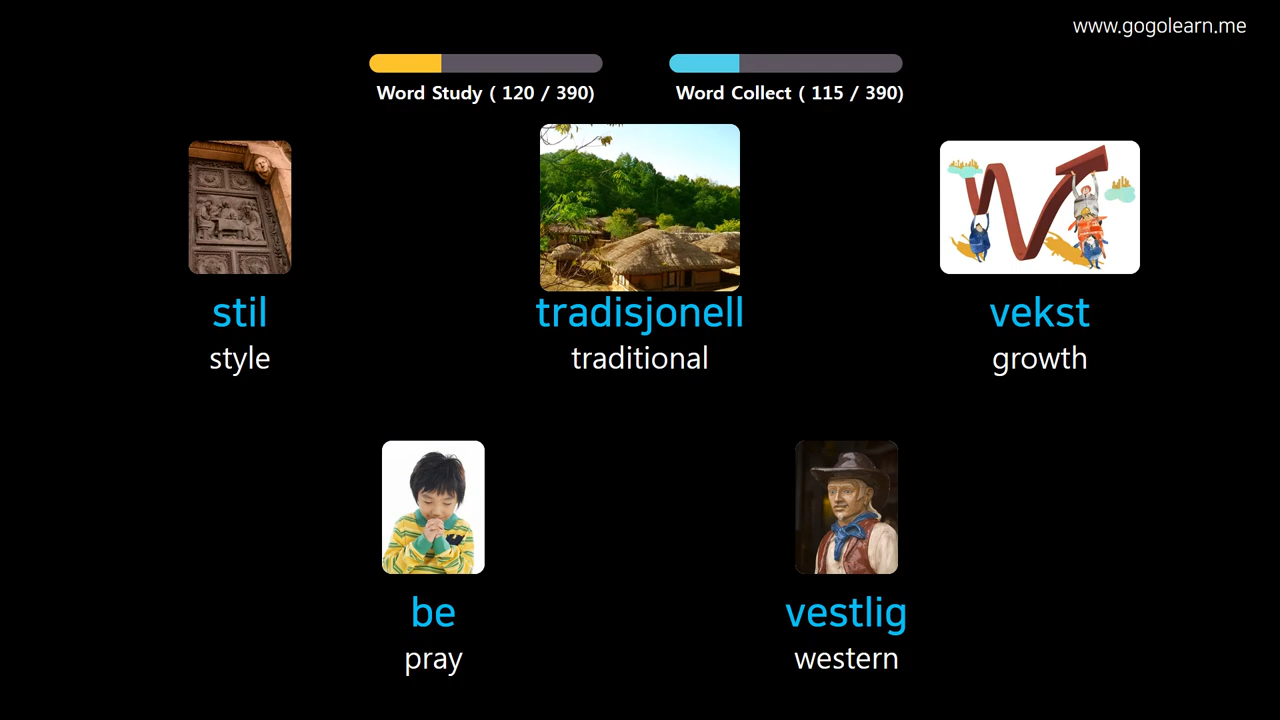 www.gogolearn.me
Word Study ( 120 / 390)
Word Collect ( 115 / 390)
stil
style
tradisjonell
traditional
vekst
growth
be
pray
vestlig
western